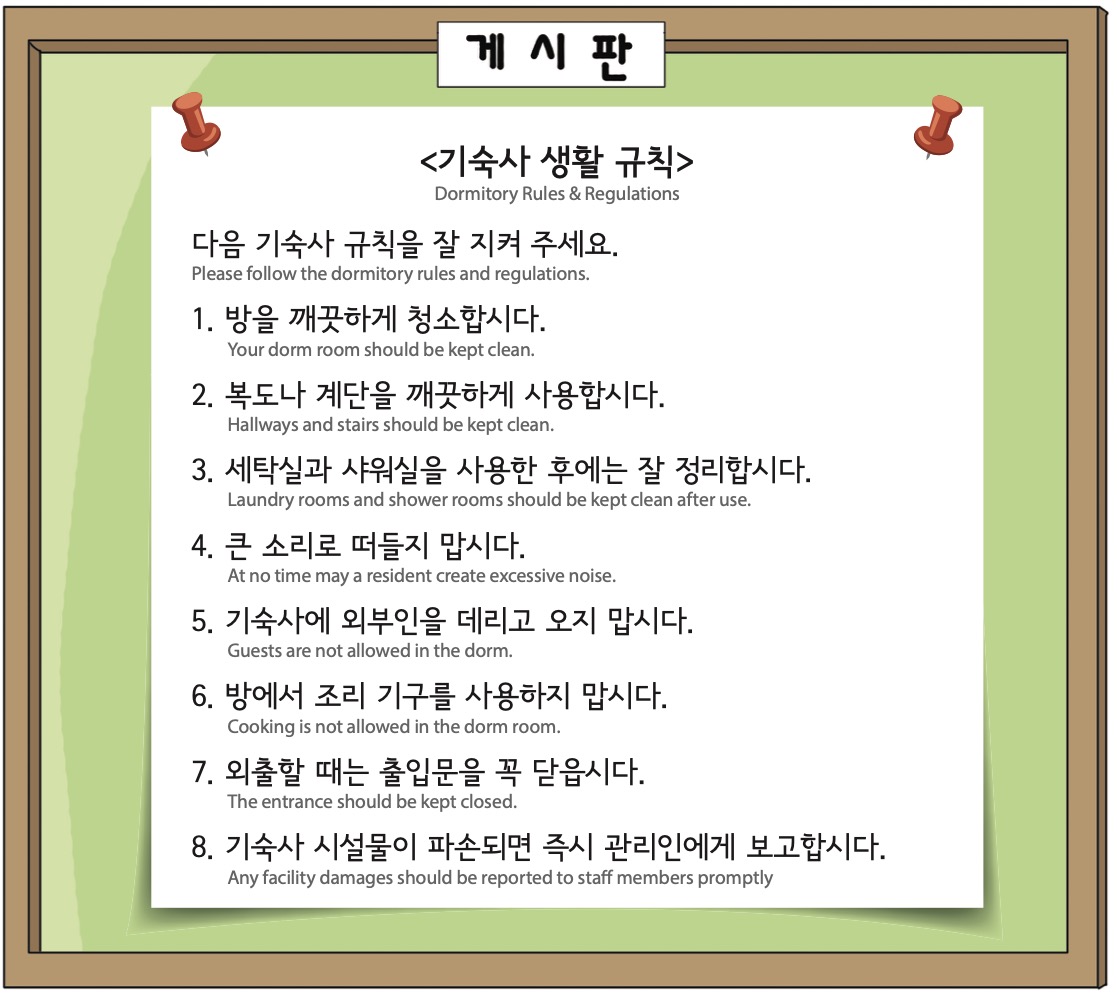 게시판
<기숙사 생활 규칙>
Dormitory Rules & Regulations
다음 기숙사 규칙을 잘 지켜 주세요.
Please follow the dormitory rules and regulations.
1. 방을 깨끗하게 청소합시다.
Your dorm room should be kept clean.
2. 복도나 계단을 깨끗하게 사용합시다.
Hallways and stairs should be kept clean.
3. 세탁실과 샤워실을 사용한 후에는 잘 정리합시다.
Laundry rooms and shower rooms should be kept clean after use.
4. 큰 소리로 떠들지 맙시다.
At no time may a resident create excessive noise.
5. 기숙사에 외부인을 데리고 오지 맙시다.
Guests are not allowed in the dorm.
6. 방에서 조리 기구를 사용하지 맙시다.
Cooking is not allowed in the dorm room.
7. 외출할 때는 출입문을 꼭 닫읍시다.
The entrance should be kept closed.
8. 기숙사 시설물이 파손되면 즉시 관리인에게 보고합시다.
Any facility damages should be reported to staff members promptly